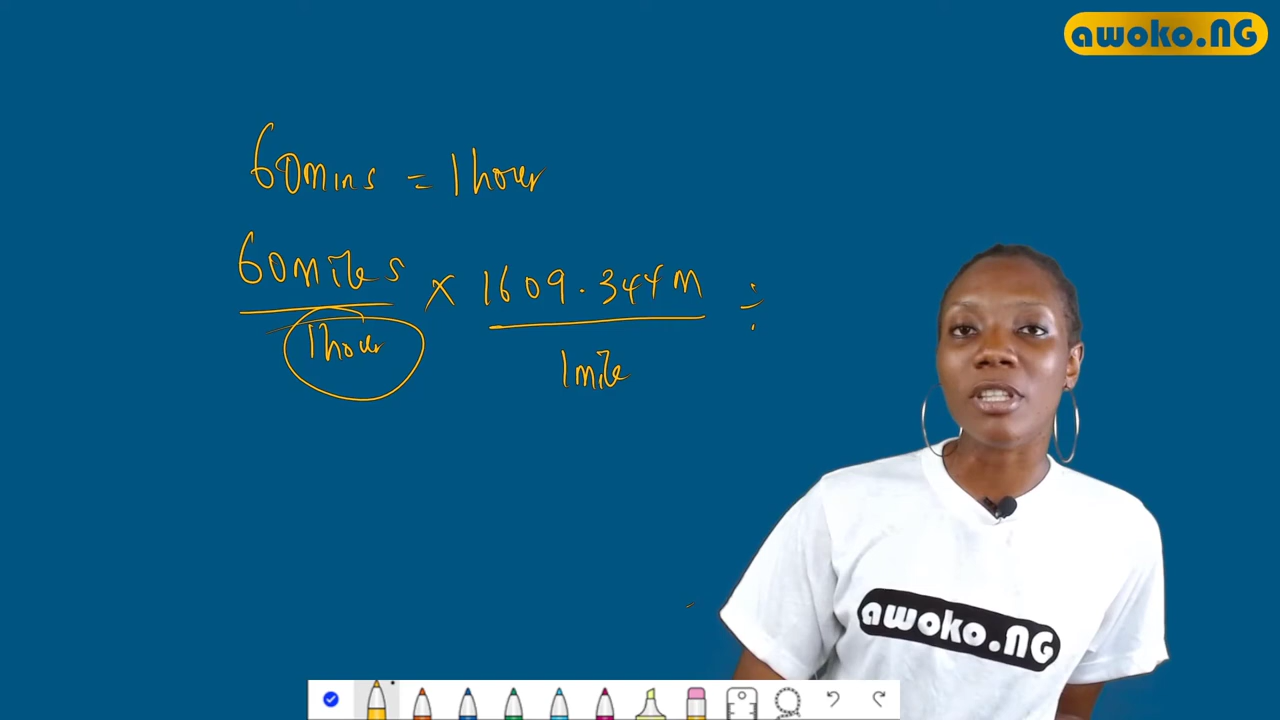 awoko.NG
60mins = 1hour
60miles × 1609.344m ÷
1hour 1mile
awoko.NG